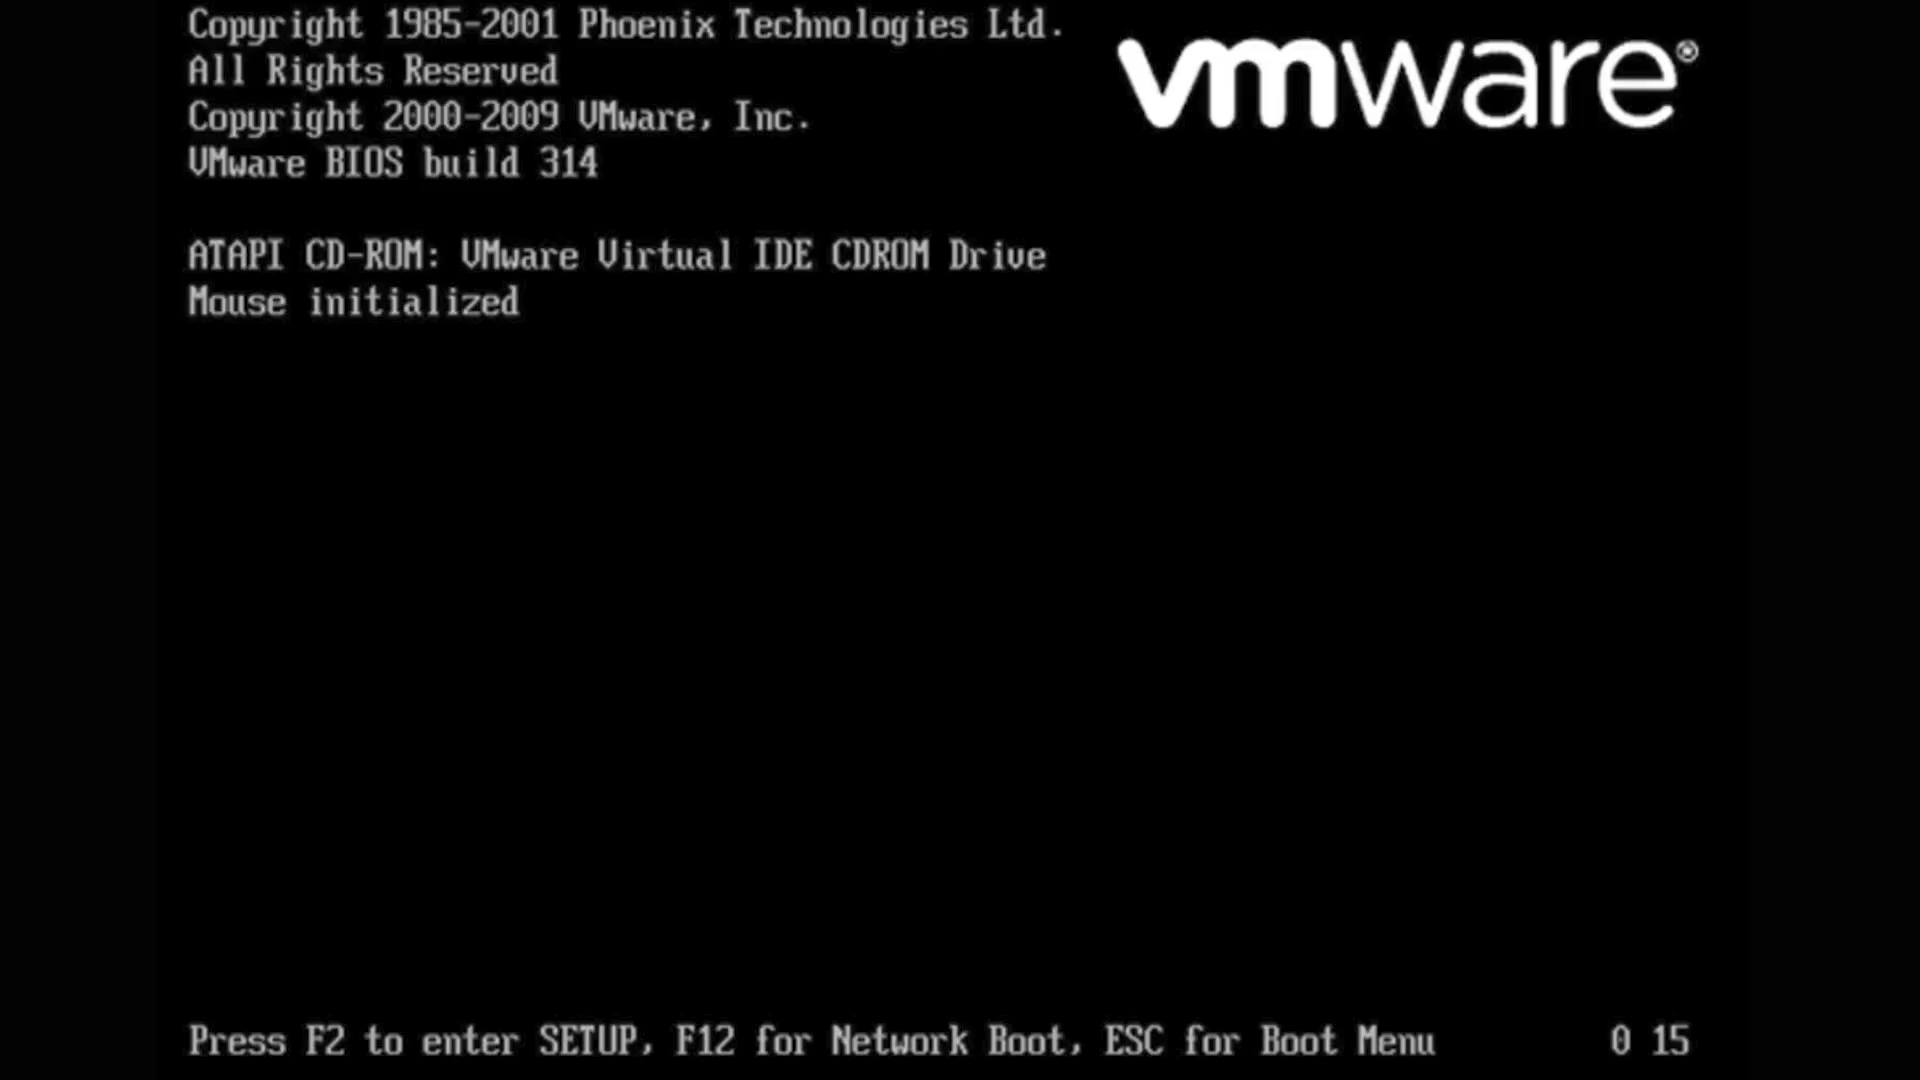 Copyright 1985-2001 Phoenix Technologies Ltd.
All Rights Reserved
Copyright 2000-2009 VMware, Inc.
VMware BIOS build 314
vmware®
ATAPI CD-ROM: VMware Virtual IDE CDROM Drive
Mouse initialized
Press F2 to enter SETUP, F12 for Network Boot, ESC for Boot Menu 0 15